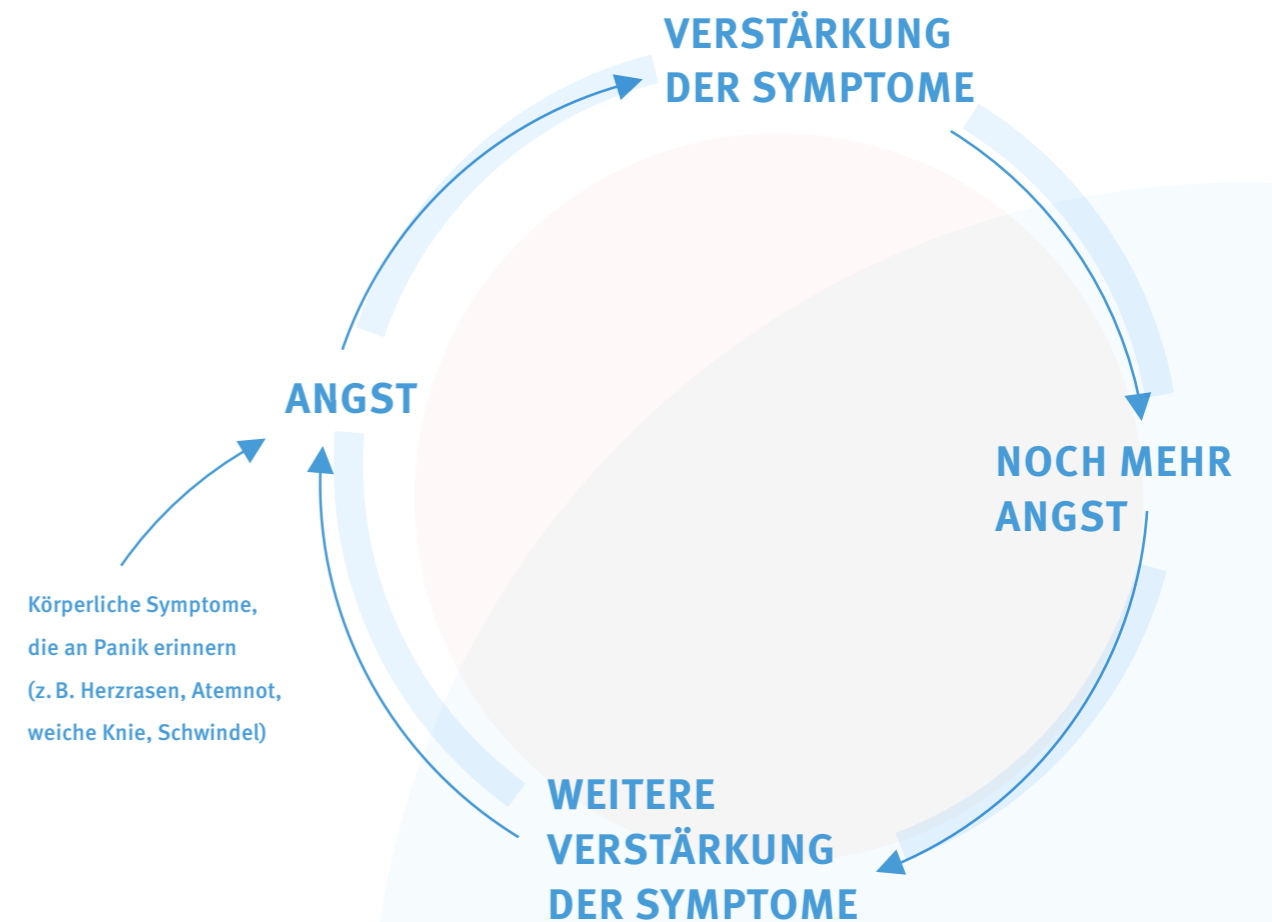 VERSTÄRKUNG
DER SYMPTOME
ANGST
NOCH MEHR
ANGST
Körperliche Symptome,
die an Panik erinnern
(z. B. Herzrasen, Atemnot,
weiche Knie, Schwindel)
WEITERE
VERSTÄRKUNG
DER SYMPTOME